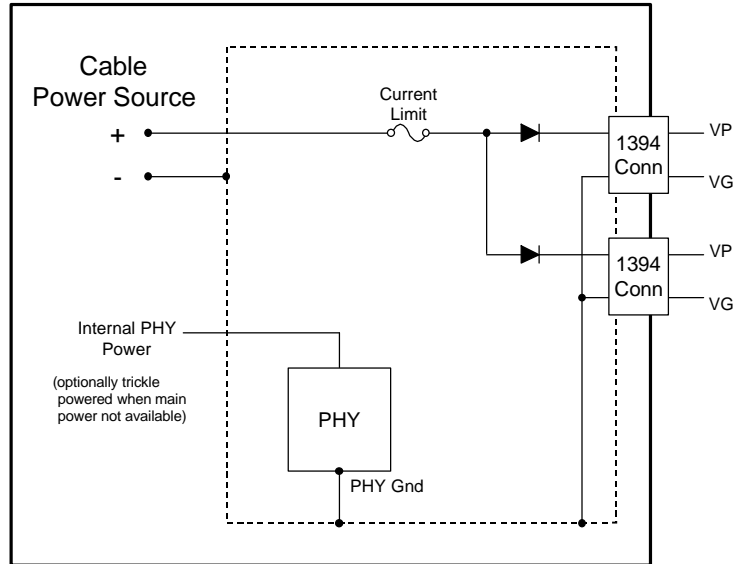 Cable
Power Source
+
-
Current
Limit
1394
Conn
VP
VG
1394
Conn
VP
VG
Internal PHY
Power
(optionally trickle
powered when main
power not available)
PHY
PHY Gnd